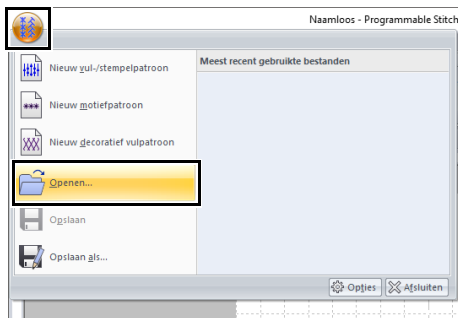 Naamloos - Programmable Stitch
Meest recent gebruikte bestanden
Nieuw vul-/stempelpatroon
Nieuw motiefpatroon
Nieuw decoratief vulpatroon
Openen...
Opslaan
Opslaan als...
Opties
Afsluiten